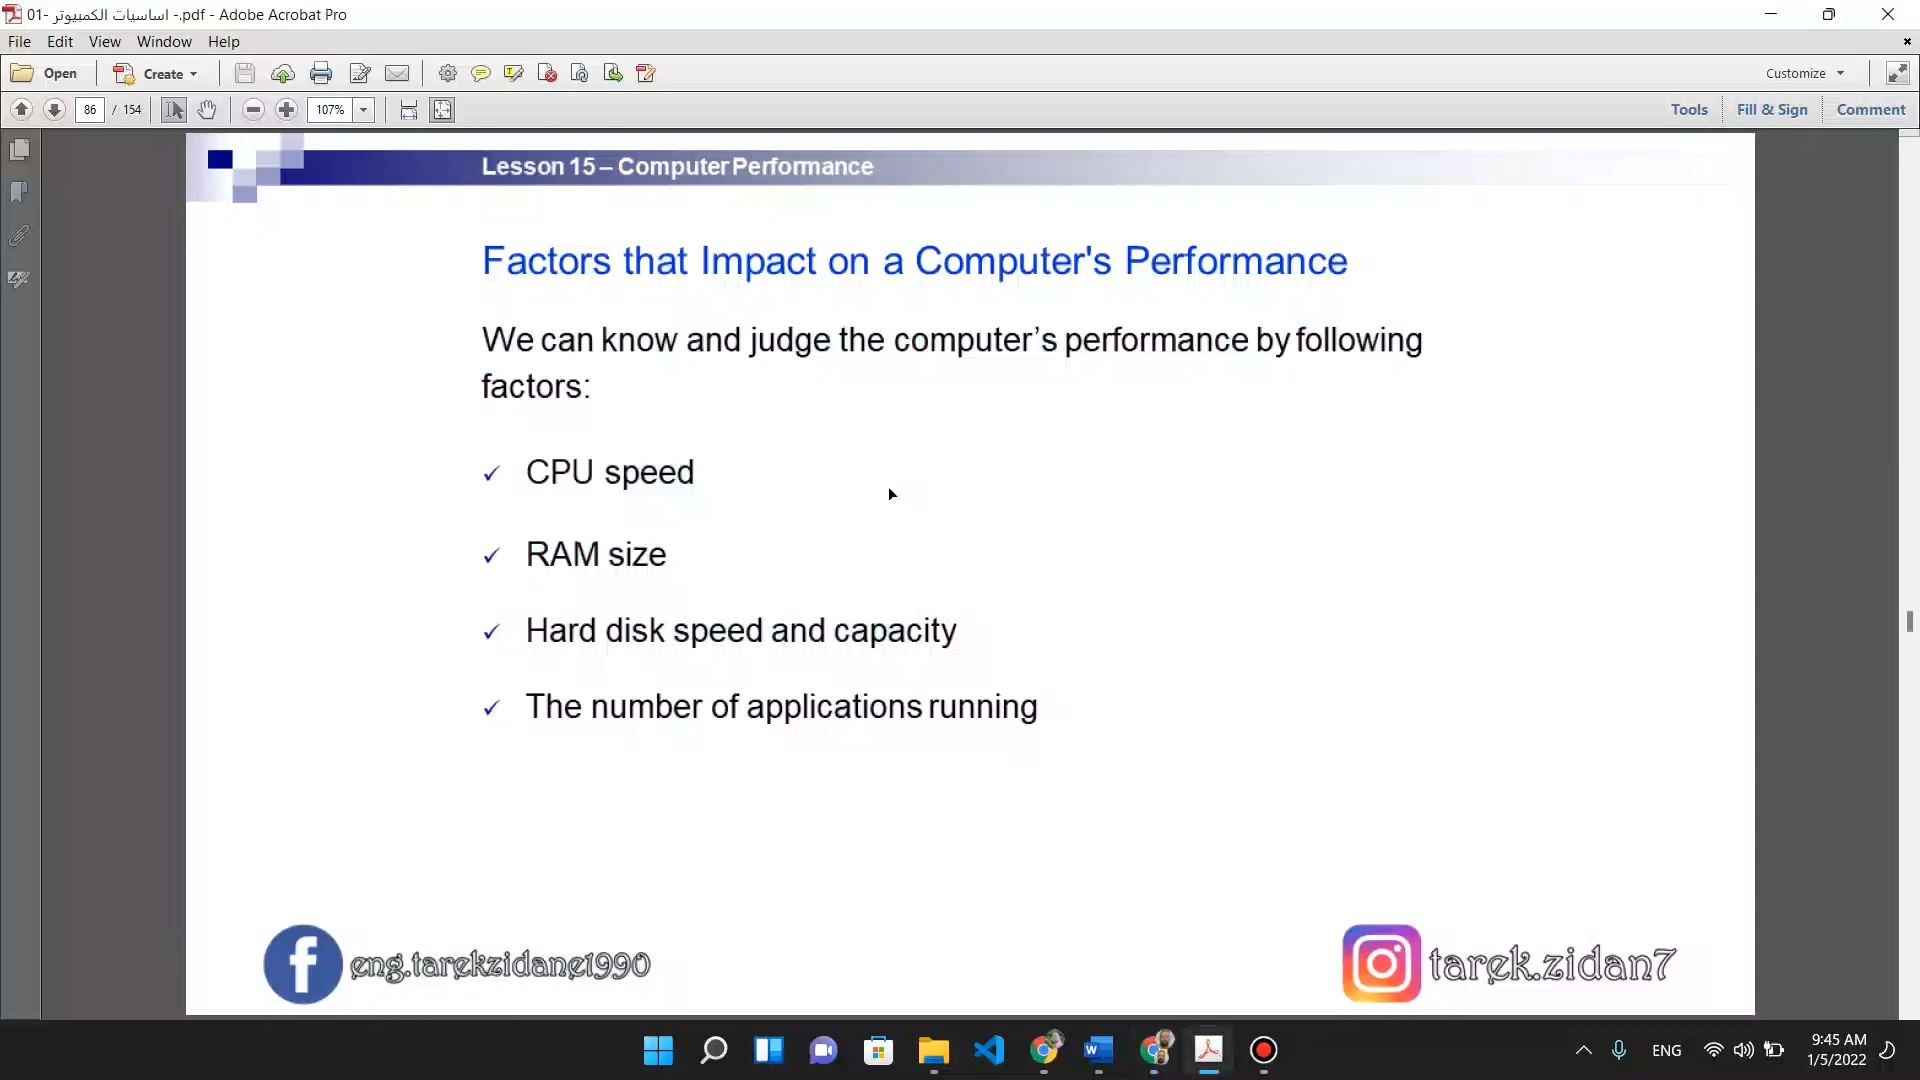 01- اساسيات الكمبيوتر -.pdf - Adobe Acrobat Pro
File Edit View Window Help
Open Create Customize
86 / 154 107% Tools Fill & Sign Comment
Lesson 15 – Computer Performance
Factors that Impact on a Computer's Performance
We can know and judge the computer’s performance by following
factors:
✓ CPU speed
✓ RAM size
✓ Hard disk speed and capacity
✓ The number of applications running
eng.tarekzidane1990 tarek.zidan7
ENG 9:45 AM
1/5/2022